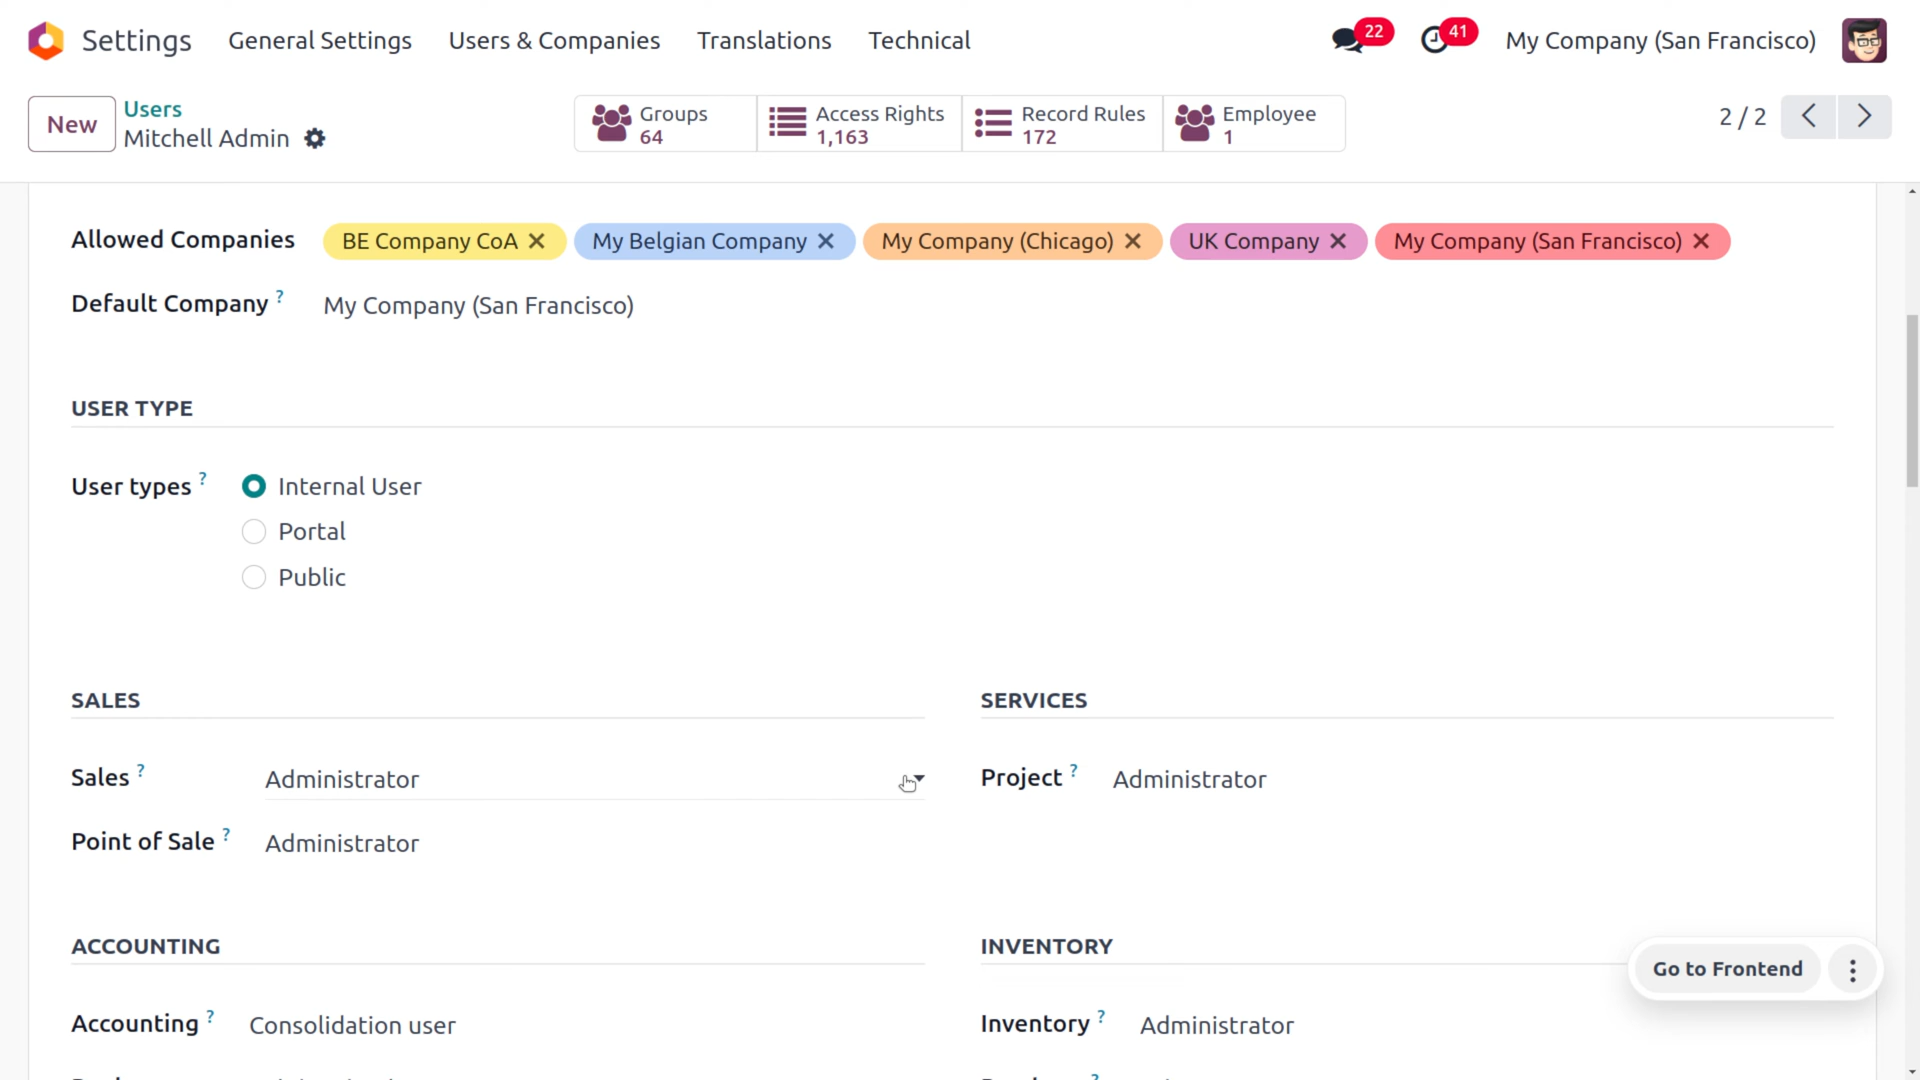 Settings General Settings Users & Companies Translations Technical 22 41 My Company (San Francisco)
New Users Groups 64 Access Rights 1,163 Record Rules 172 Employee 1 2 / 2
Mitchell Admin
Allowed Companies BE Company CoA My Belgian Company My Company (Chicago) UK Company My Company (San Francisco)
Default Company ? My Company (San Francisco)
USER TYPE
User types ? Internal User
Portal
Public
SALES SERVICES
Sales ? Administrator Project ? Administrator
Point of Sale ? Administrator
ACCOUNTING INVENTORY
Go to Frontend
Accounting ? Consolidation user Inventory ? Administrator